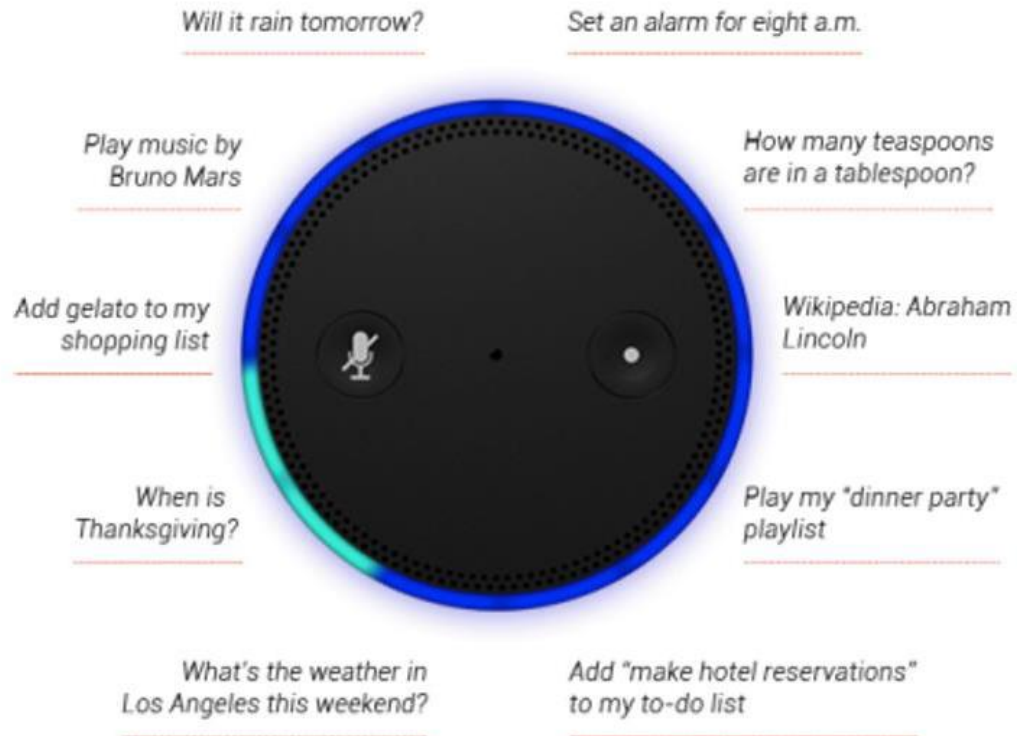 Will it rain tomorrow?
Set an alarm for eight a.m.
Play music by
Bruno Mars
How many teaspoons
are in a tablespoon?
Add gelato to my
shopping list
Wikipedia: Abraham
Lincoln
When is
Thanksgiving?
Play my "dinner party"
playlist
What's the weather in
Los Angeles this weekend?
Add "make hotel reservations"
to my to-do list